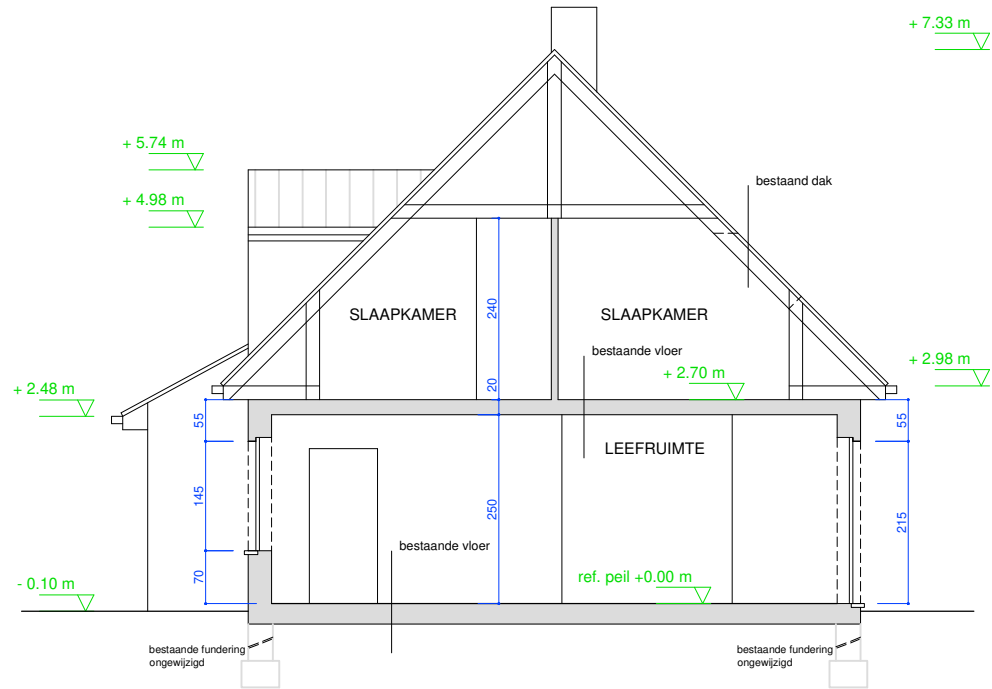 + 7.33 m
+ 5.74 m
bestaand dak
+ 4.98 m
240
SLAAPKAMER
SLAAPKAMER
bestaande vloer
+ 2.98 m
+ 2.70 m
+ 2.48 m
20
55
55
LEEFRUIMTE
145
250
215
bestaande vloer
70
- 0.10 m
ref. peil +0.00 m
bestaande fundering
ongewijzigd
bestaande fundering
ongewijzigd